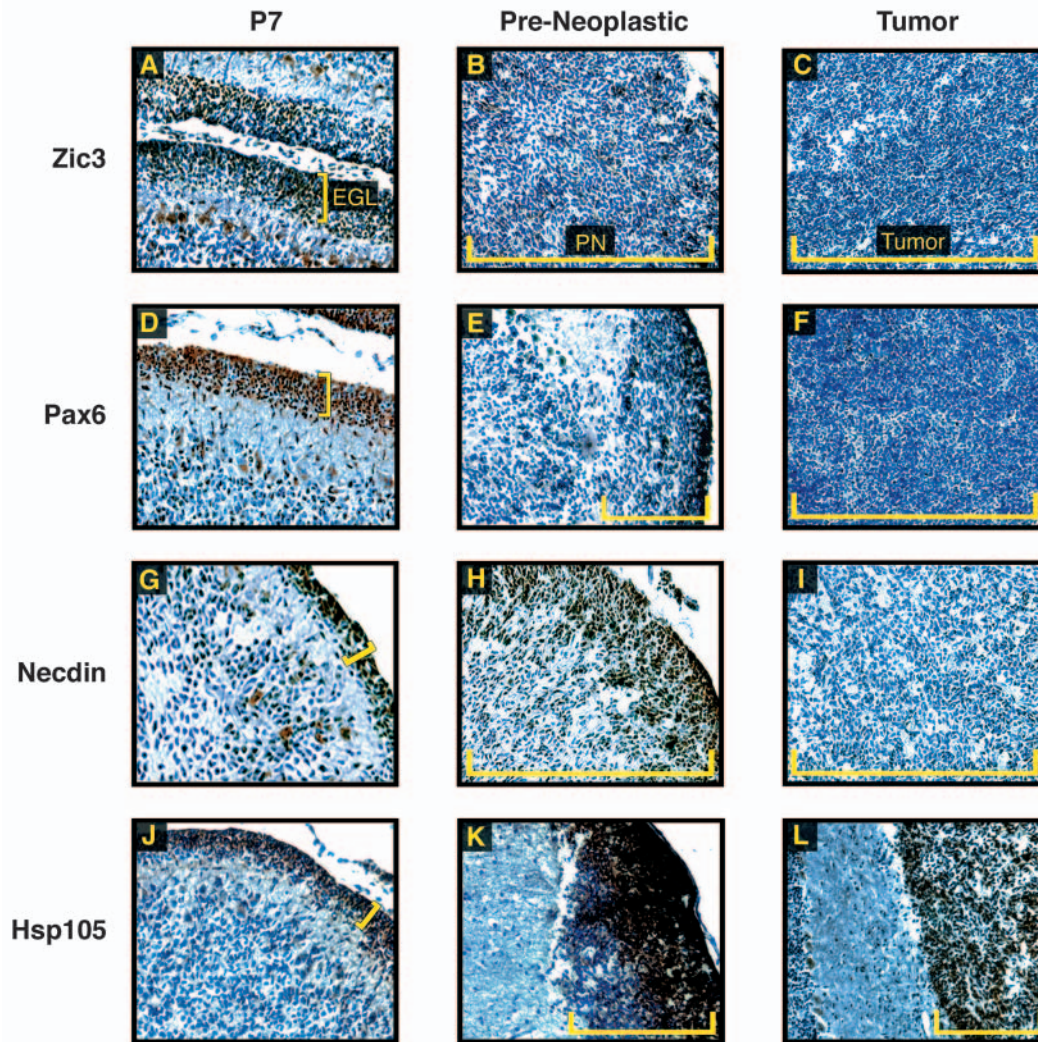 P7 Pre-Neoplastic Tumor
Zic3
A
EGL
B
PN
C
Tumor
Pax6
D
E
F
Necdin
G
H
I
Hsp105
J
K
L